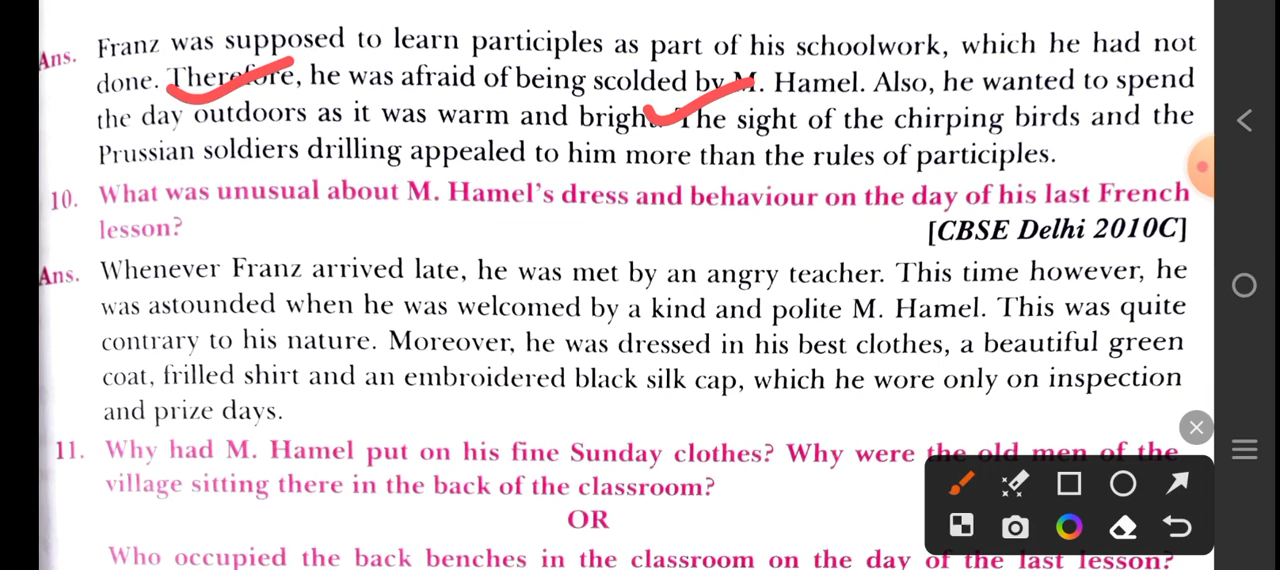 Ans. Franz was supposed to learn participles as part of his schoolwork, which he had not
done. Therefore, he was afraid of being scolded by M. Hamel. Also, he wanted to spend
the day outdoors as it was warm and bright. The sight of the chirping birds and the
Prussian soldiers drilling appealed to him more than the rules of participles.
10. What was unusual about M. Hamel's dress and behaviour on the day of his last French
lesson? [CBSE Delhi 2010C]
Ans. Whenever Franz arrived late, he was met by an angry teacher. This time however, he
was astounded when he was welcomed by a kind and polite M. Hamel. This was quite
contrary to his nature. Moreover, he was dressed in his best clothes, a beautiful green
coat, frilled shirt and an embroidered black silk cap, which he wore only on inspection
and prize days.
11. Why had M. Hamel put on his fine Sunday clothes? Why were the old men of the
village sitting there in the back of the classroom?
OR
Who occupied the back benches in the classroom on the day of the last lesson?